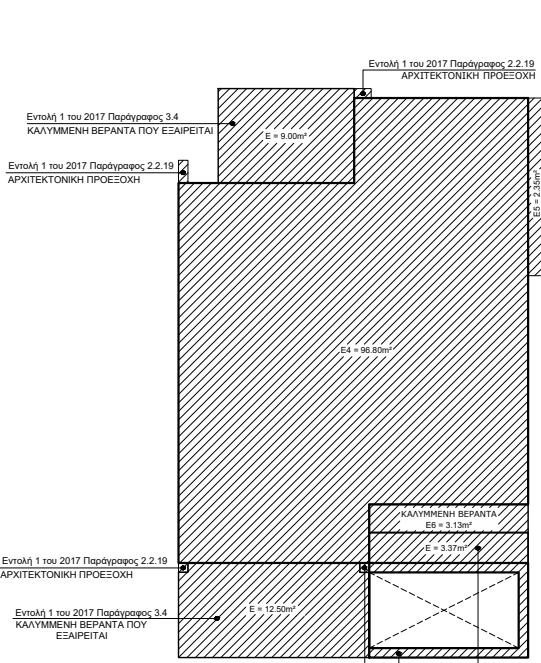 Εντολή 1 του 2017 Παράγραφος 2.2.19
ΑΡΧΙΤΕΚΤΟΝΙΚΗ ΠΡΟΕΞΟΧΗ
Εντολή 1 του 2017 Παράγραφος 3.4
ΚΑΛΥΜΜΕΝΗ ΒΕΡΑΝΤΑ ΠΟΥ ΕΞΑΙΡΕΙΤΑΙ
E = 9.00m²
Εντολή 1 του 2017 Παράγραφος 2.2.19
ΑΡΧΙΤΕΚΤΟΝΙΚΗ ΠΡΟΕΞΟΧΗ
E5 = 2.35m²
E4 = 96.80m²
ΚΑΛΥΜΜΕΝΗ ΒΕΡΑΝΤΑ
E6 = 3.13m²
E = 3.37m²
Εντολή 1 του 2017 Παράγραφος 2.2.19
ΑΡΧΙΤΕΚΤΟΝΙΚΗ ΠΡΟΕΞΟΧΗ
Εντολή 1 του 2017 Παράγραφος 3.4
ΚΑΛΥΜΜΕΝΗ ΒΕΡΑΝΤΑ ΠΟΥ
ΕΞΑΙΡΕΙΤΑΙ
E = 12.50m²